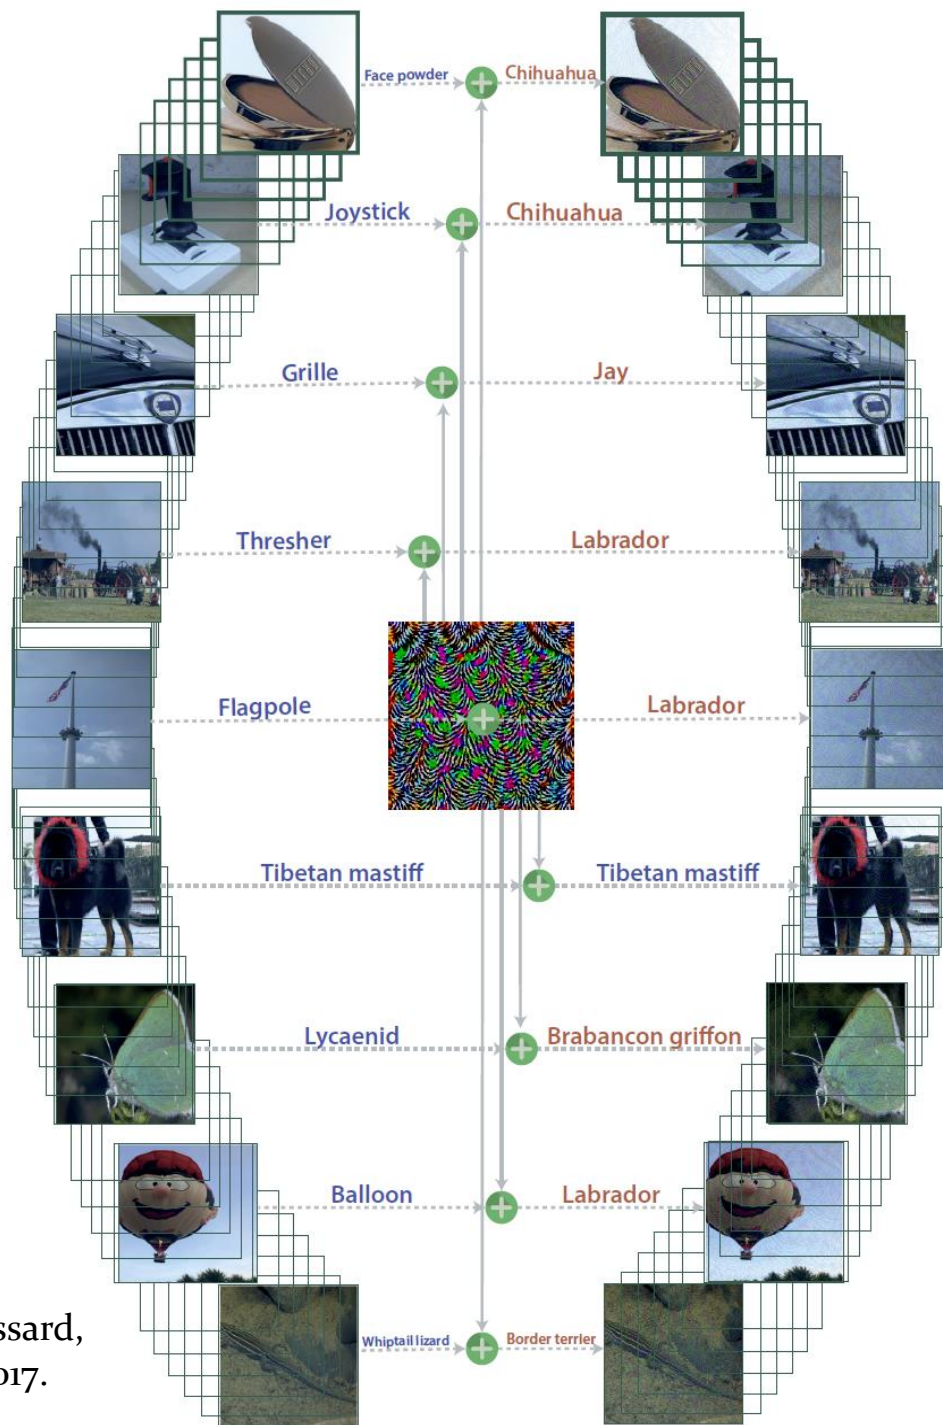 Face powder Chihuahua
Joystick Chihuahua
Grille Jay
Thresher Labrador
Flagpole Labrador
Tibetan mastiff Tibetan mastiff
Lycaenid Brabancon griffon
Balloon Labrador
ssard,
Whiptail lizard Border terrier
017.